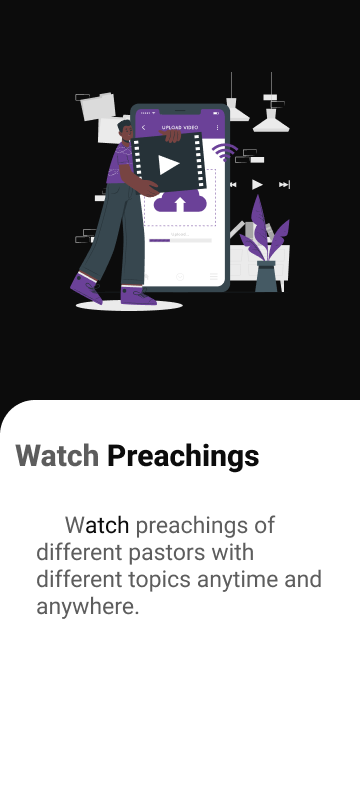 UPLOAD VIDEO
Watch Preachings
Watch preachings of
different pastors with
different topics anytime and
anywhere.